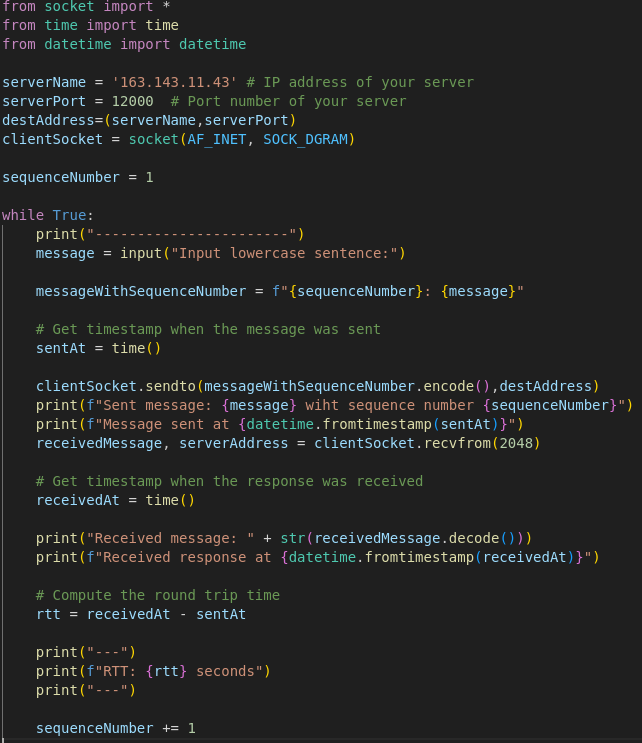 from socket import *
from time import time
from datetime import datetime
serverName = '163.143.11.43' # IP address of your server
serverPort = 12000  # Port number of your server
destAddress=(serverName,serverPort)
clientSocket = socket(AF_INET, SOCK_DGRAM)
sequenceNumber = 1
while True:
    print("-----------------------")
    message = input("Input lowercase sentence:")
    messageWithSequenceNumber = f"{sequenceNumber}: {message}"
    # Get timestamp when the message was sent
    sentAt = time()
    clientSocket.sendto(messageWithSequenceNumber.encode(),destAddress)
    print(f"Sent message: {message} wiht sequence number {sequenceNumber}")
    print(f"Message sent at {datetime.fromtimestamp(sentAt)}")
    receivedMessage, serverAddress = clientSocket.recvfrom(2048)
    # Get timestamp when the response was received
    receivedAt = time()
    print("Received message: " + str(receivedMessage.decode()))
    print(f"Received response at {datetime.fromtimestamp(receivedAt)}")
    # Compute the round trip time
    rtt = receivedAt - sentAt
    print("---")
    print(f"RTT: {rtt} seconds")
    print("---")
    sequenceNumber += 1